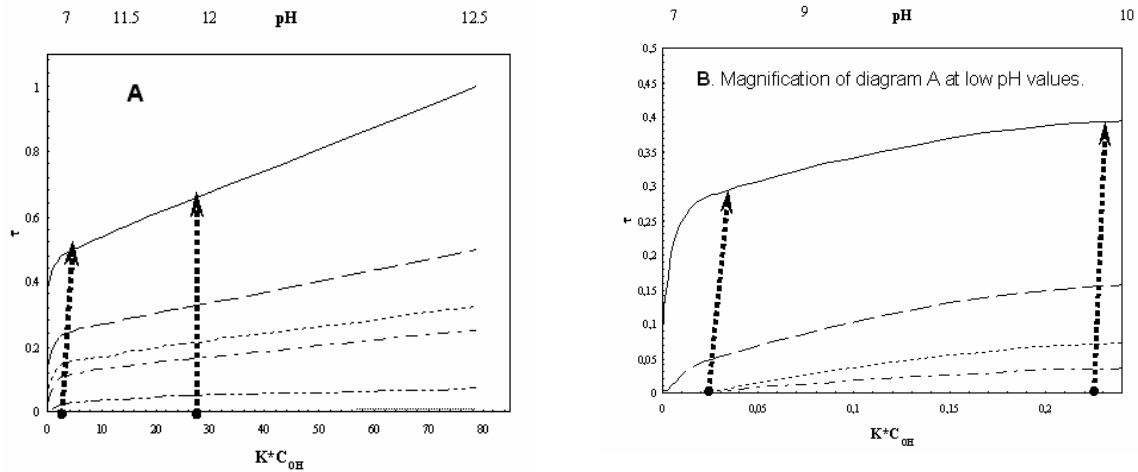 7 11.5 12 pH 12.5
A
1
0.8
0.6
τ
0.4
0.2
0
0 10 20 30 40 50 60 70 80
K*C_OH
7 9 pH 10
0,5
B. Magnification of diagram A at low pH values.
0,45
0,4
0,35
0,3
τ
0,25
0,2
0,15
0,1
0,05
0
0 0,05 0,1 0,15 0,2
K*C_OH